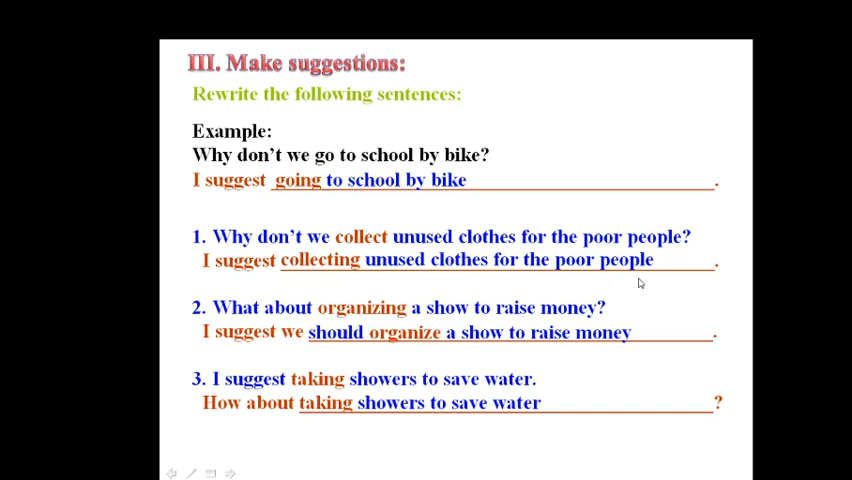 III. Make suggestions:
Rewrite the following sentences:
Example:
Why don't we go to school by bike?
I suggest going to school by bike.
1. Why don't we collect unused clothes for the poor people?
I suggest collecting unused clothes for the poor people.
2. What about organizing a show to raise money?
I suggest we should organize a show to raise money.
3. I suggest taking showers to save water.
How about taking showers to save water?